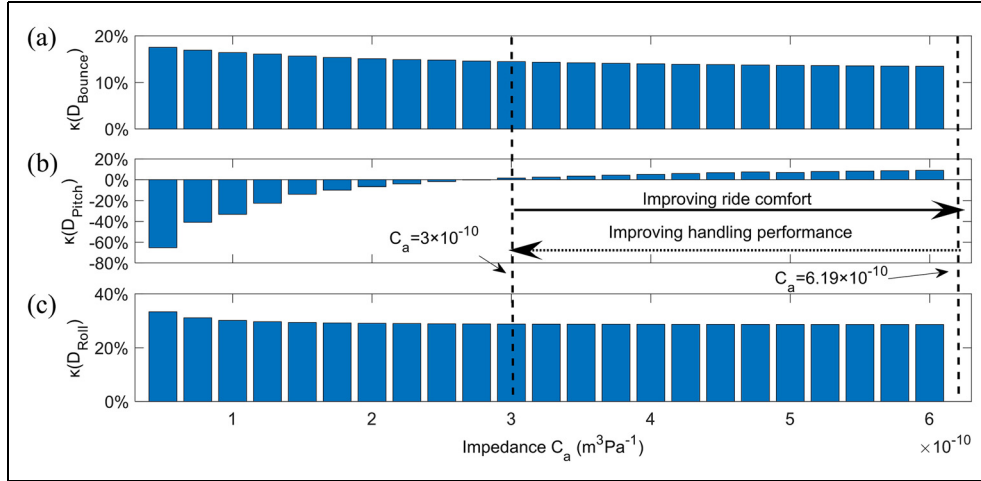 (a)
κ(D_Bounce)
20%
10%
0%
(b)
κ(D_Pitch)
20%
0%
-20%
-40%
-60%
-80%
Improving ride comfort
Improving handling performance
C_a=3×10^-10
C_a=6.19×10^-10
(c)
κ(D_Roll)
40%
20%
0%
1 2 3 4 5 6
Impedance C_a (m^3Pa^-1)
×10^-10